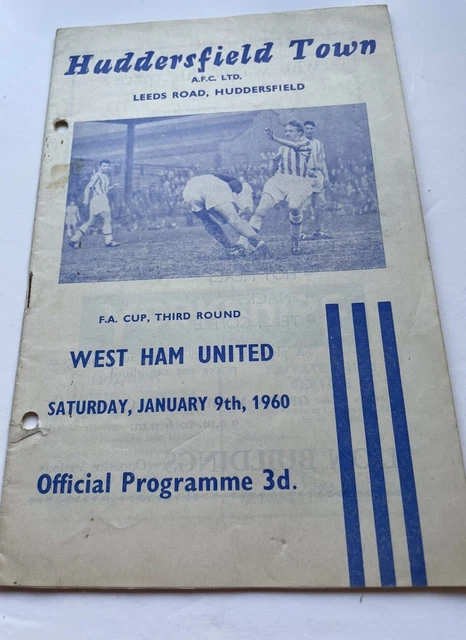 Huddersfield Town
A.F.C. LTD.
LEEDS ROAD, HUDDERSFIELD
F.A. CUP, THIRD ROUND
WEST HAM UNITED
SATURDAY, JANUARY 9th, 1960
Official Programme 3d.